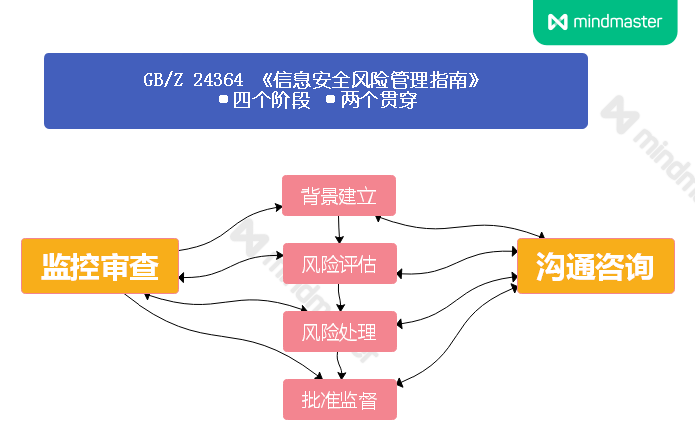 mindmaster
GB/Z 24364 《信息安全风险管理指南》
▪四个阶段 ▪两个贯穿
背景建立
监控审查
风险评估
沟通咨询
风险处理
批准监督
mindmaster
mindmaster